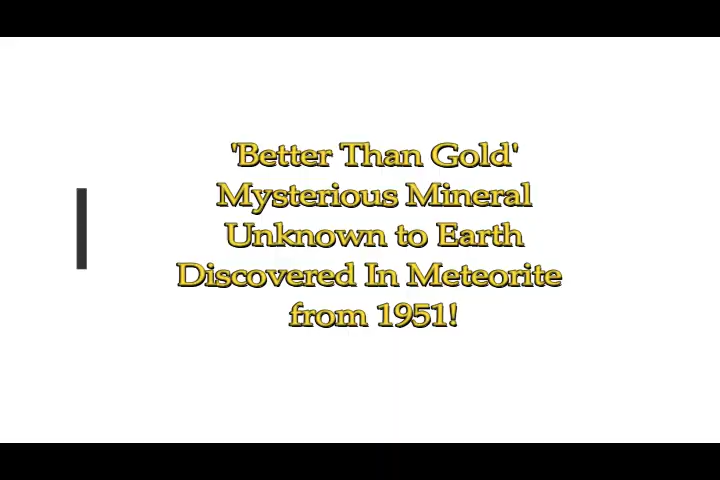 'Better Than Gold'
Mysterious Mineral
Unknown to Earth
Discovered In Meteorite
from 1951!